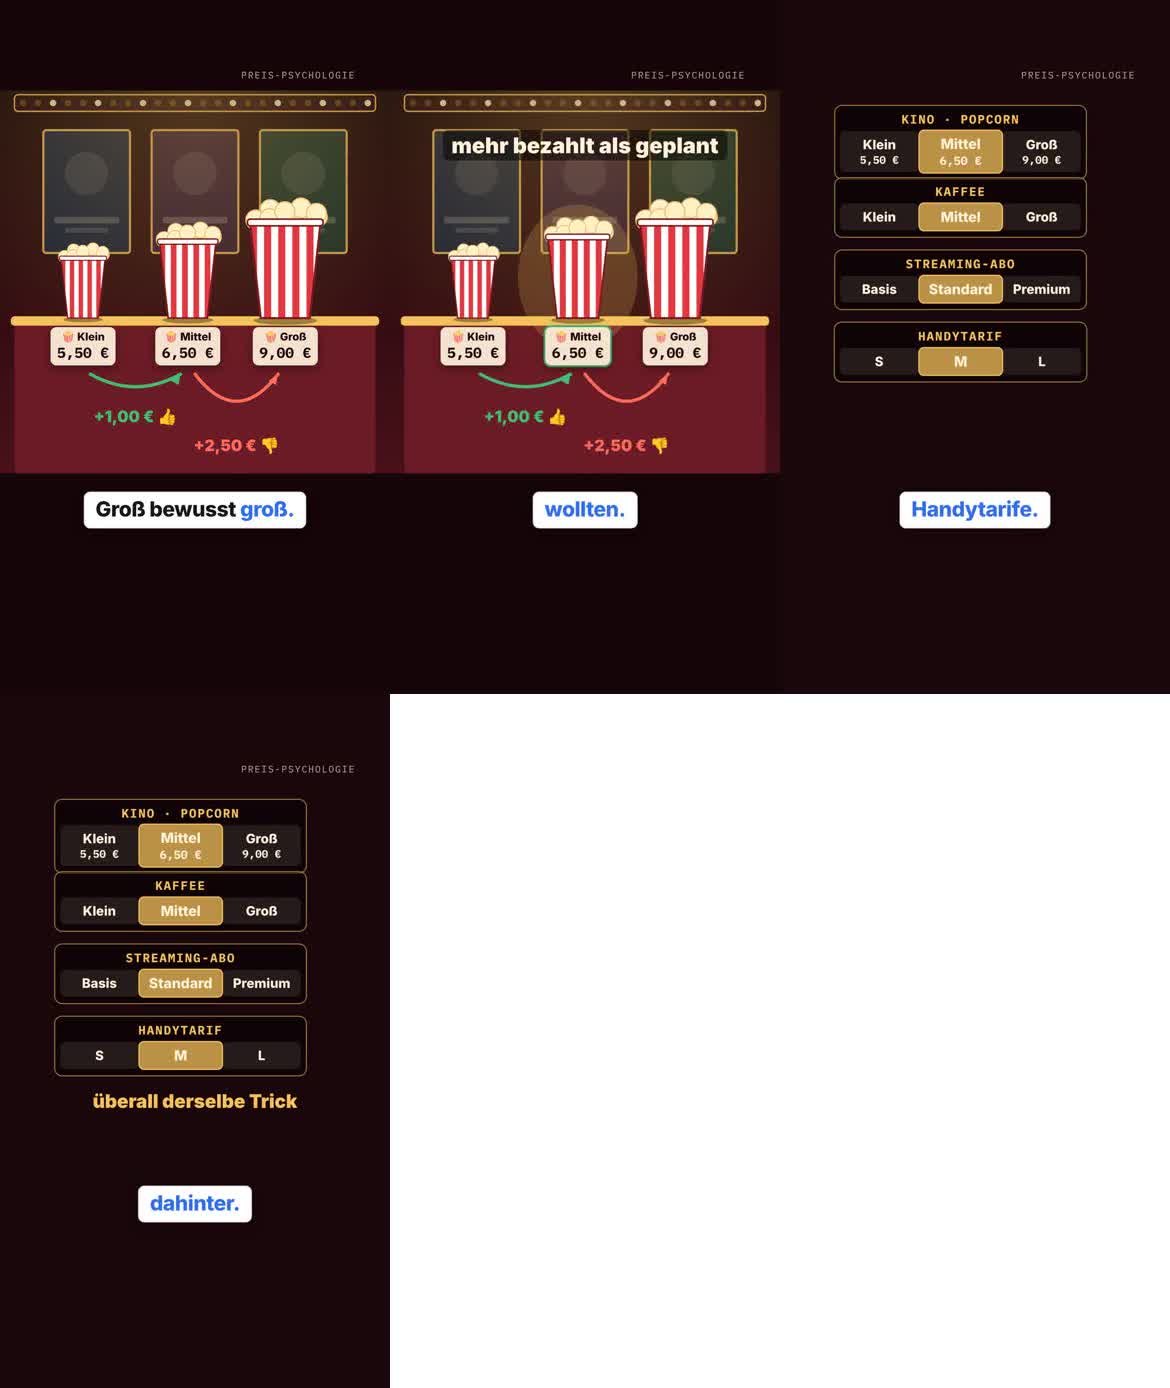 PREIS-PSYCHOLOGIE
Klein
5,50 €
Mittel
6,50 €
Groß
9,00 €
+1,00 € 👍
+2,50 € 👎
Groß bewusst groß.
PREIS-PSYCHOLOGIE
mehr bezahlt als geplant
Klein
5,50 €
Mittel
6,50 €
Groß
9,00 €
+1,00 € 👍
+2,50 € 👎
wollten.
PREIS-PSYCHOLOGIE
KINO · POPCORN
Klein Mittel Groß
5,50 € 6,50 € 9,00 €
KAFFEE
Klein Mittel Groß
STREAMING-ABO
Basis Standard Premium
HANDYTARIF
S M L
Handytarife.
PREIS-PSYCHOLOGIE
KINO · POPCORN
Klein Mittel Groß
5,50 € 6,50 € 9,00 €
KAFFEE
Klein Mittel Groß
STREAMING-ABO
Basis Standard Premium
HANDYTARIF
S M L
überall derselbe Trick
dahinter.